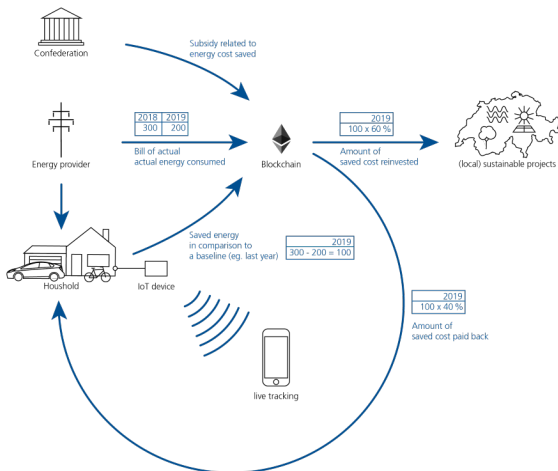 Confederation
Subsidy related to
energy cost saved
2018 2019
300 200
Energy provider
Bill of actual
actual energy consumed
Blockchain
2019
100 x 60 %
Amount of
saved cost reinvested
(local) sustainable projects
Saved energy
in comparison to
a baseline (eg. last year)
2019
300 - 200 = 100
Houshold
IoT device
2019
100 x 40 %
Amount of
saved cost paid back
live tracking